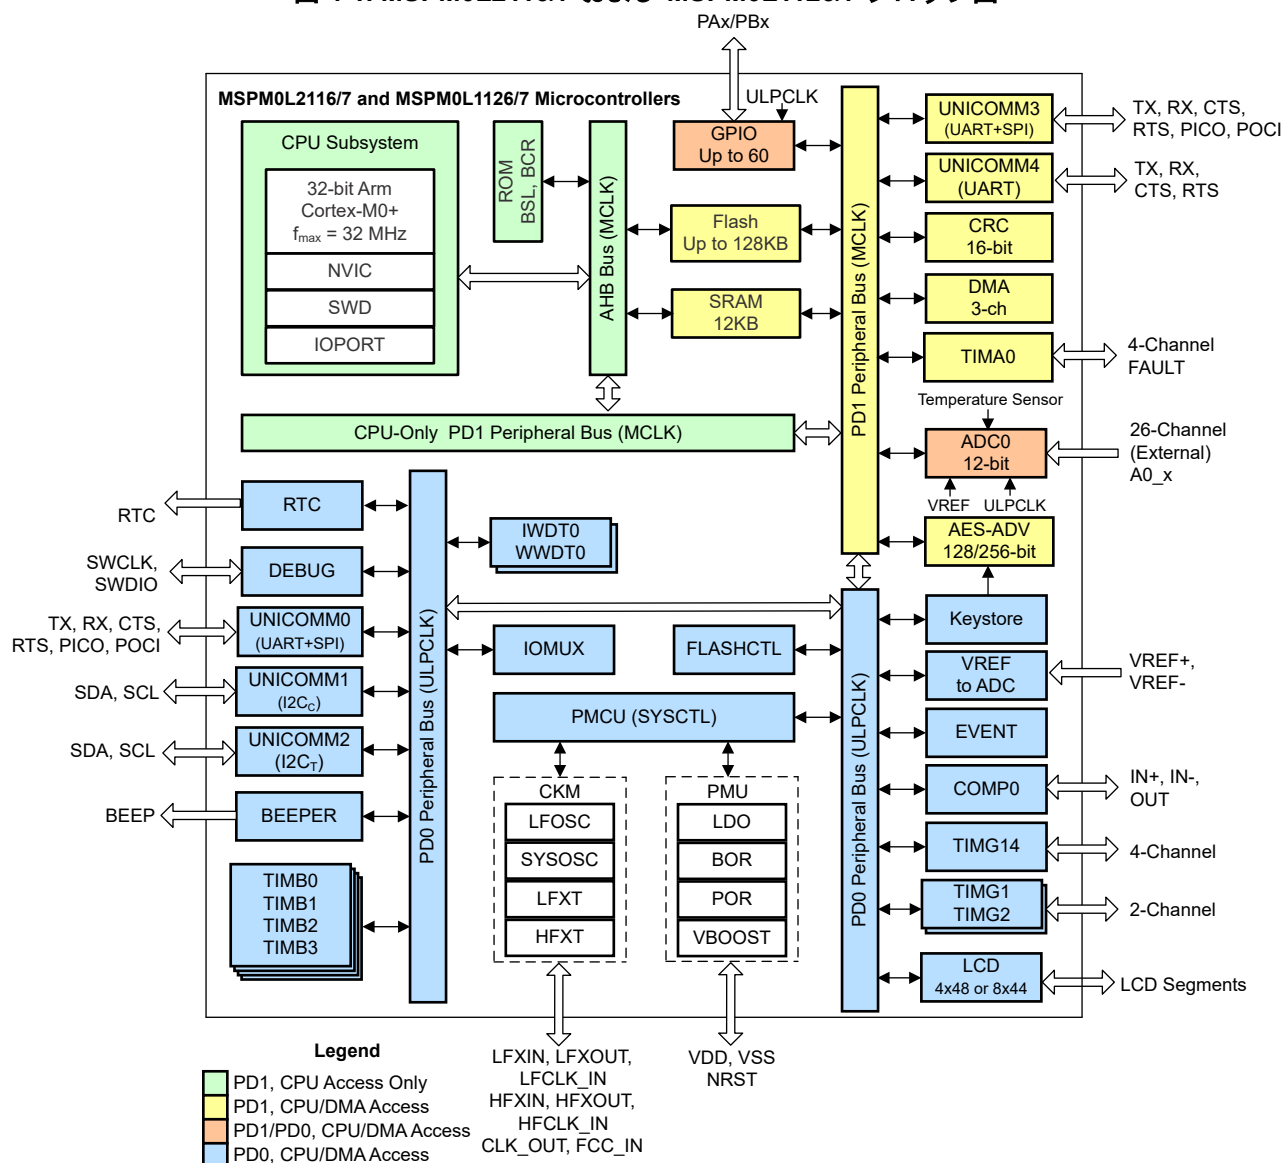 PAx/PBx
MSPM0L2116/7 and MSPM0L1126/7 Microcontrollers
ULPCLK
CPU Subsystem
32-bit Arm
Cortex-M0+
fmax = 32 MHz
NVIC
SWD
IOPORT
ROM
BSL, BCR
AHB Bus (MCLK)
GPIO
Up to 60
Flash
Up to 128KB
SRAM
12KB
CPU-Only PD1 Peripheral Bus (MCLK)
PD1 Peripheral Bus (MCLK)
UNICOMM3
(UART+SPI)
TX, RX, CTS,
RTS, PICO, POCI
UNICOMM4
(UART)
TX, RX,
CTS, RTS
CRC
16-bit
DMA
3-ch
TIMA0
4-Channel
FAULT
Temperature Sensor
ADC0
12-bit
26-Channel
(External)
A0_x
VREF
ULPCLK
AES-ADV
128/256-bit
RTC
RTC
SWCLK,
SWDIO
DEBUG
TX, RX, CTS,
RTS, PICO, POCI
UNICOMM0
(UART+SPI)
SDA, SCL
UNICOMM1
(I2CC)
SDA, SCL
UNICOMM2
(I2CT)
BEEP
BEEPER
TIMB0
TIMB1
TIMB2
TIMB3
PD0 Peripheral Bus (ULPCLK)
IWDT0
WWDT0
IOMUX
FLASHCTL
PMCU (SYSCTL)
CKM
LFOSC
SYSOSC
LFXT
HFXT
PMU
LDO
BOR
POR
VBOOST
PD0 Peripheral Bus (ULPCLK)
Keystore
VREF
to ADC
VREF+,
VREF-
EVENT
COMP0
IN+, IN-,
OUT
TIMG14
4-Channel
TIMG1
TIMG2
2-Channel
LCD
4x48 or 8x44
LCD Segments
LFXIN, LFXOUT,
LFCLK_IN
HFXIN, HFXOUT,
HFCLK_IN
CLK_OUT, FCC_IN
VDD, VSS
NRST
Legend
PD1, CPU Access Only
PD1, CPU/DMA Access
PD1/PD0, CPU/DMA Access
PD0, CPU/DMA Access